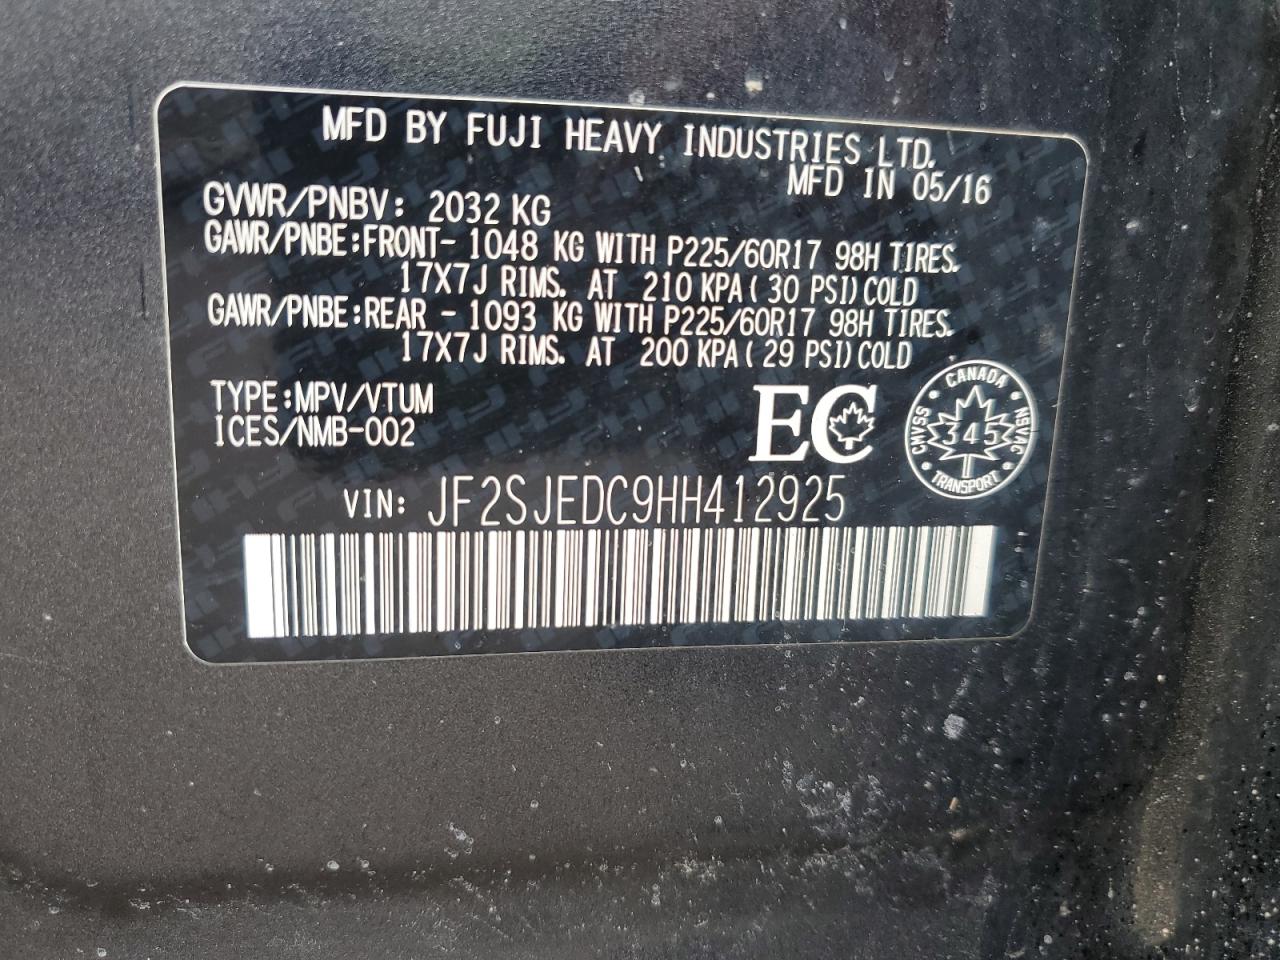 MFD BY FUJI HEAVY INDUSTRIES LTD.
MFD IN 05/16
GVWR/PNBV: 2032 KG
GAWR/PNBE:FRONT- 1048 KG WITH P225/60R17 98H TIRES.
17X7J RIMS. AT 210 KPA( 30 PSI)COLD
GAWR/PNBE:REAR - 1093 KG WITH P225/60R17 98H TIRES.
17X7J RIMS. AT 200 KPA( 29 PSI)COLD
TYPE:MPV/VTUM
ICES/NMB-002
EC
CANADA
CMVSS
NSVAC
345
TRANSPORT
VIN: JF2SJEDC9HH412925